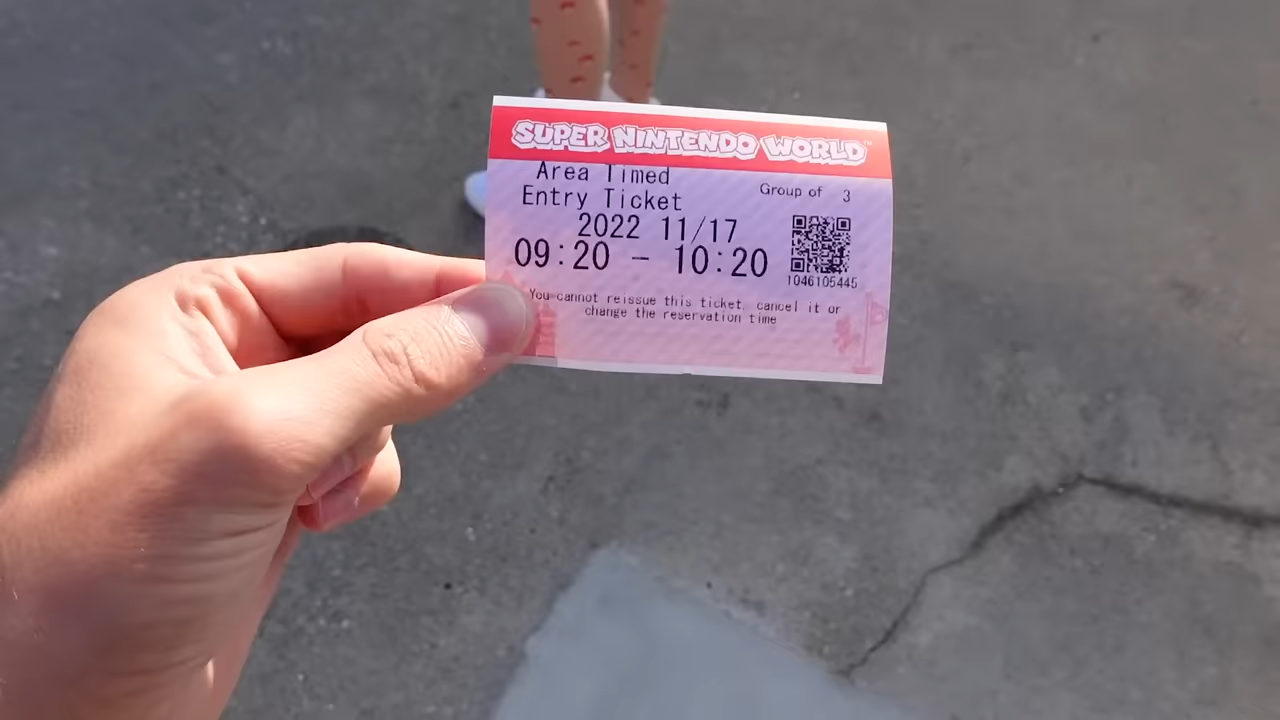 SUPER NINTENDO WORLD™
Area Timed
Entry Ticket
Group of 3
2022 11/17
09:20 - 10:20
1046105445
You cannot reissue this ticket, cancel it or
change the reservation time